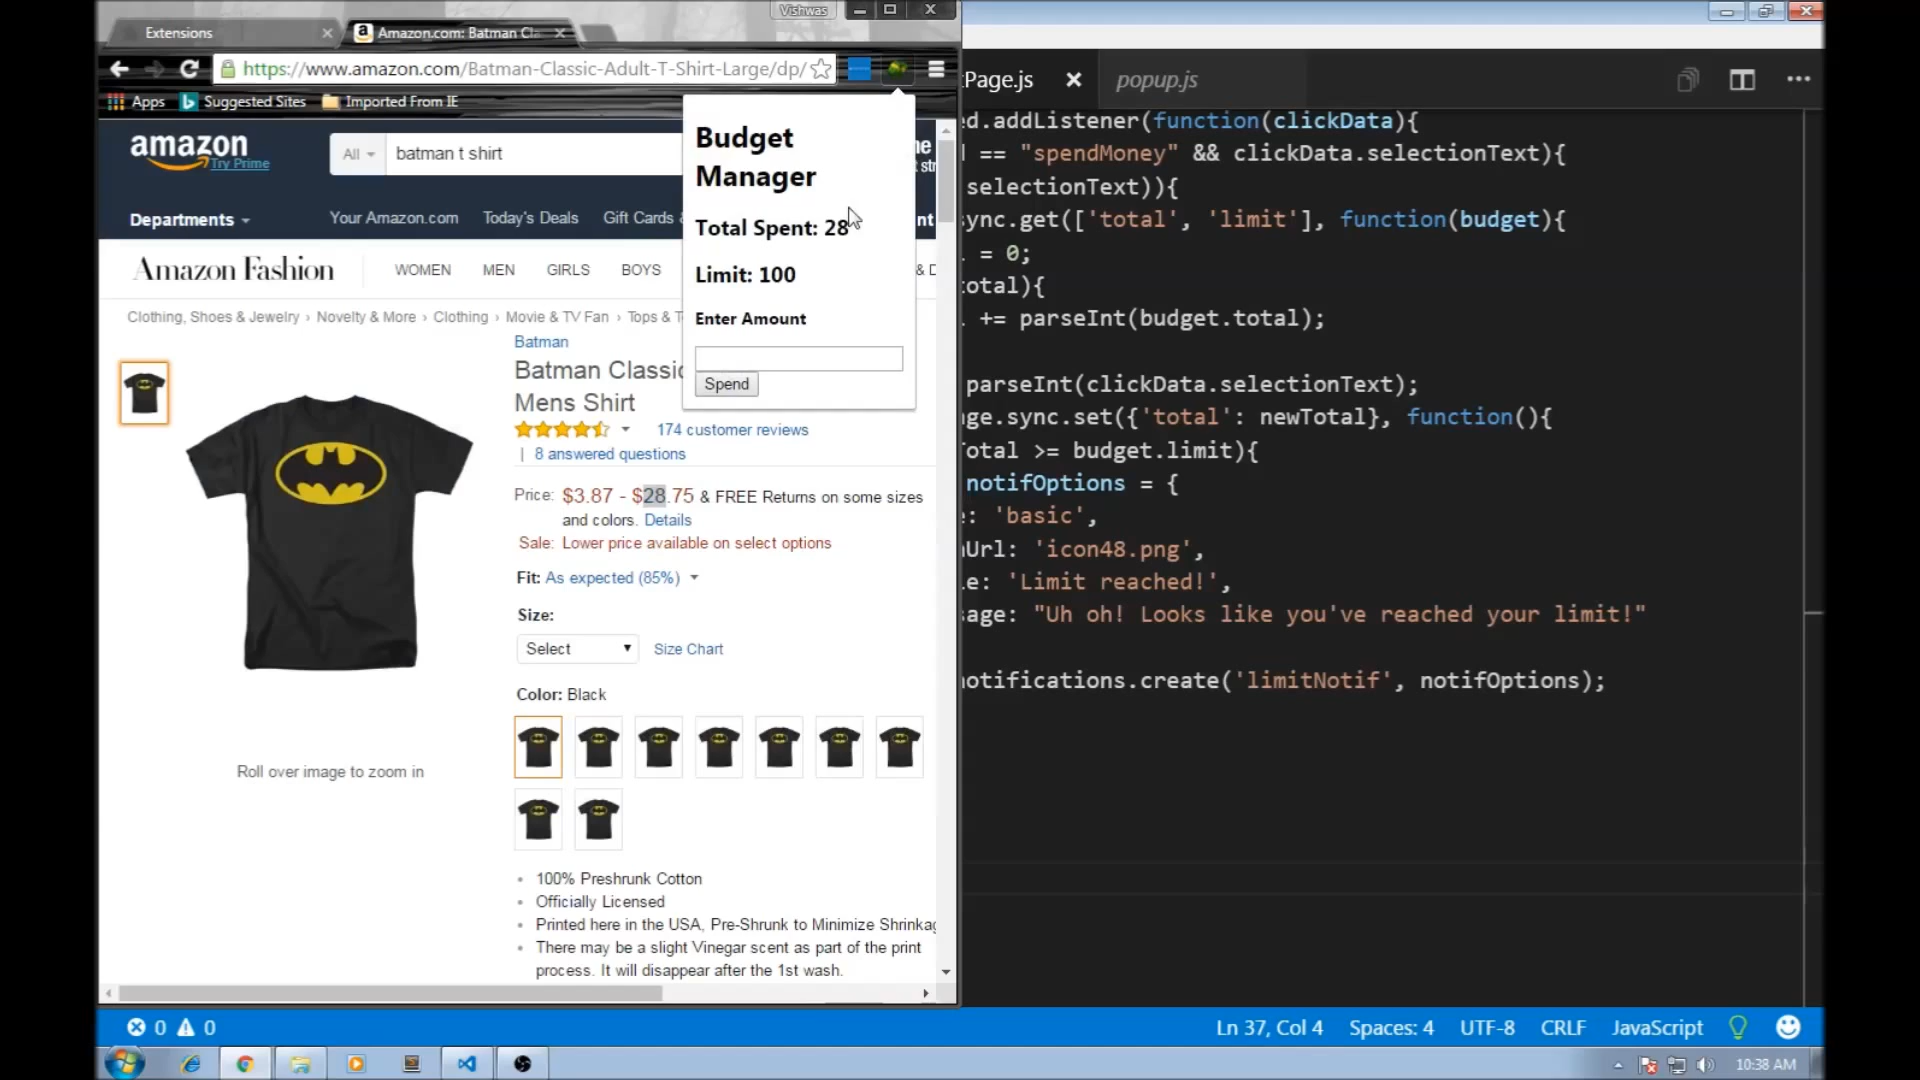 Vishwas
Extensions
Amazon.com: Batman Cl
https://www.amazon.com/Batman-Classic-Adult-T-Shirt-Large/dp/
Apps
Suggested Sites
Imported From IE
amazon
Try Prime
All
batman t shirt
Departments
Your Amazon.com
Today's Deals
Gift Cards
Amazon Fashion
WOMEN
MEN
GIRLS
BOYS
& D
Clothing, Shoes & Jewelry › Novelty & More › Clothing › Movie & TV Fan › Tops & T
Batman
Batman Classic
Mens Shirt
174 customer reviews
| 8 answered questions
Price: $3.87 - $28.75 & FREE Returns on some sizes
and colors. Details
Sale: Lower price available on select options
Fit: As expected (85%)
Size:
Select
Size Chart
Color: Black
Roll over image to zoom in
• 100% Preshrunk Cotton
• Officially Licensed
• Printed here in the USA, Pre-Shrunk to Minimize Shrinkag
• There may be a slight Vinegar scent as part of the print
process. It will disappear after the 1st wash.
Budget
Manager
Total Spent: 28
Limit: 100
Enter Amount
Spend
tPage.js
popup.js
d.addListener(function(clickData){
== "spendMoney" && clickData.selectionText){
selectionText)){
ync.get(['total', 'limit'], function(budget){
= 0;
otal){
+= parseInt(budget.total);
parseInt(clickData.selectionText);
ge.sync.set({'total': newTotal}, function(){
Total >= budget.limit){
notifOptions = {
: 'basic',
nUrl: 'icon48.png',
le: 'Limit reached!',
sage: "Uh oh! Looks like you've reached your limit!"
notifications.create('limitNotif', notifOptions);
0
0
Ln 37, Col 4
Spaces: 4
UTF-8
CRLF
JavaScript
10:38 AM